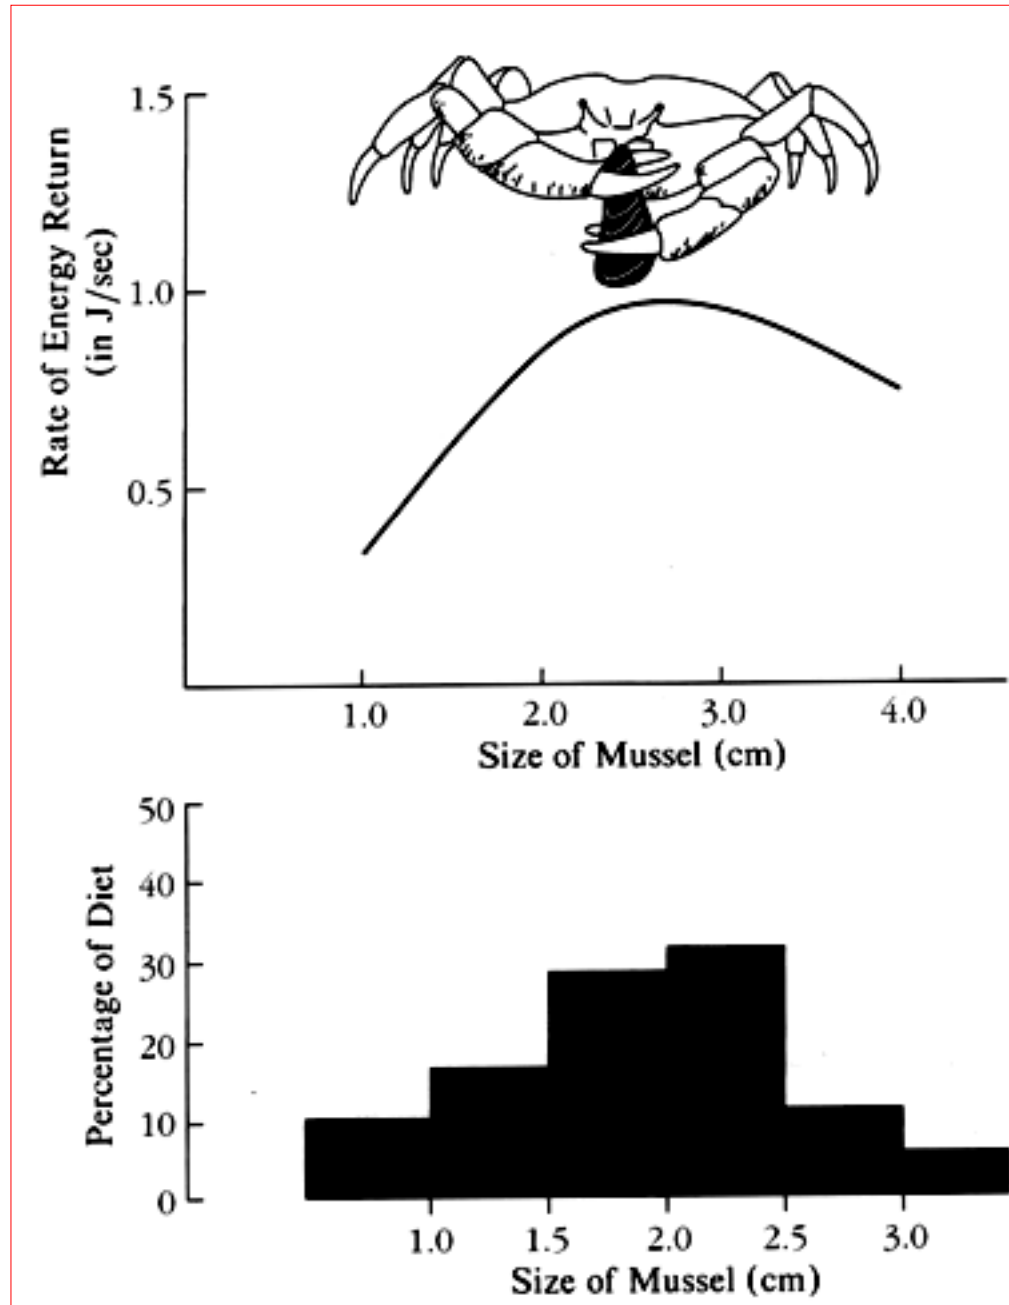 Rate of Energy Return
(in J/sec)
1.5
1.0
0.5
1.0 2.0 3.0 4.0
Size of Mussel (cm)
Percentage of Diet
50
40
30
20
10
0
1.0 1.5 2.0 2.5 3.0
Size of Mussel (cm)